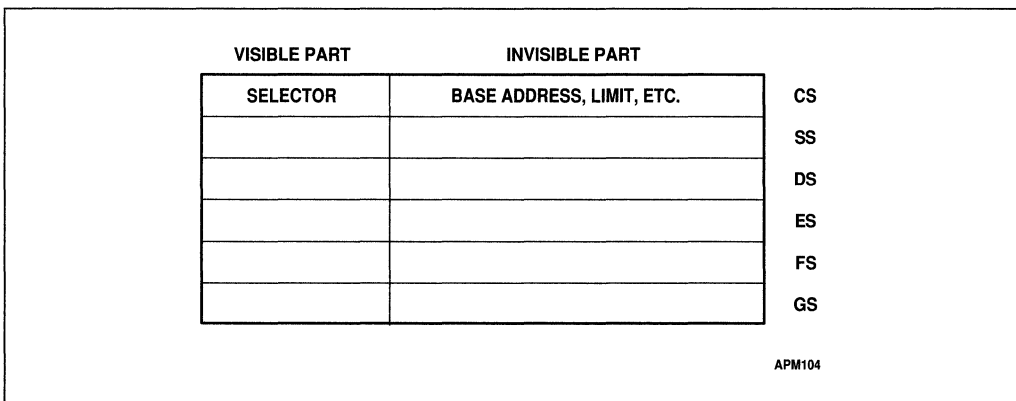 VISIBLE PART INVISIBLE PART
SELECTOR BASE ADDRESS, LIMIT, ETC. CS
SS
DS
ES
FS
GS
APM104